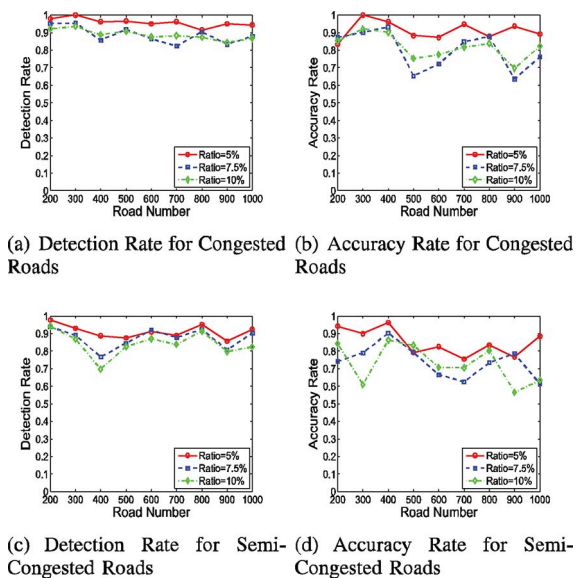 1
0.9
0.8
0.7
0.6
0.5
0.4
0.3
0.2
0.1
0
Detection Rate
Ratio=5%
Ratio=7.5%
Ratio=10%
200 300 400 500 600 700 800 900 1000
Road Number
1
0.9
0.8
0.7
0.6
0.5
0.4
0.3
0.2
0.1
0
Accuracy Rate
Ratio=5%
Ratio=7.5%
Ratio=10%
200 300 400 500 600 700 800 900 1000
Road Number
(a) Detection Rate for Congested
Roads
(b) Accuracy Rate for Congested
Roads
1
0.9
0.8
0.7
0.6
0.5
0.4
0.3
0.2
0.1
0
Detection Rate
Ratio=5%
Ratio=7.5%
Ratio=10%
200 300 400 500 600 700 800 900 1000
Road Number
1
0.9
0.8
0.7
0.6
0.5
0.4
0.3
0.2
0.1
0
Accuracy Rate
Ratio=5%
Ratio=7.5%
Ratio=10%
200 300 400 500 600 700 800 900 1000
Road Number
(c) Detection Rate for Semi-
Congested Roads
(d) Accuracy Rate for Semi-
Congested Roads